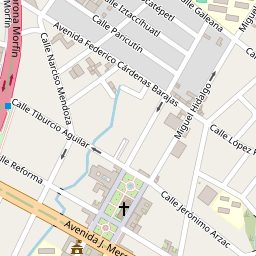 Calle Iztaccíhuatl
Calle Paricutín
Calle Galeana
Avenida Federico Cárdenas Barajas
Calle Narciso Mendoza
Miguel Hidalgo
Calle Tiburcio Aguilar
Calle López
Calle Reforma
Calle Jerónimo Arzac
Avenida J. Mer